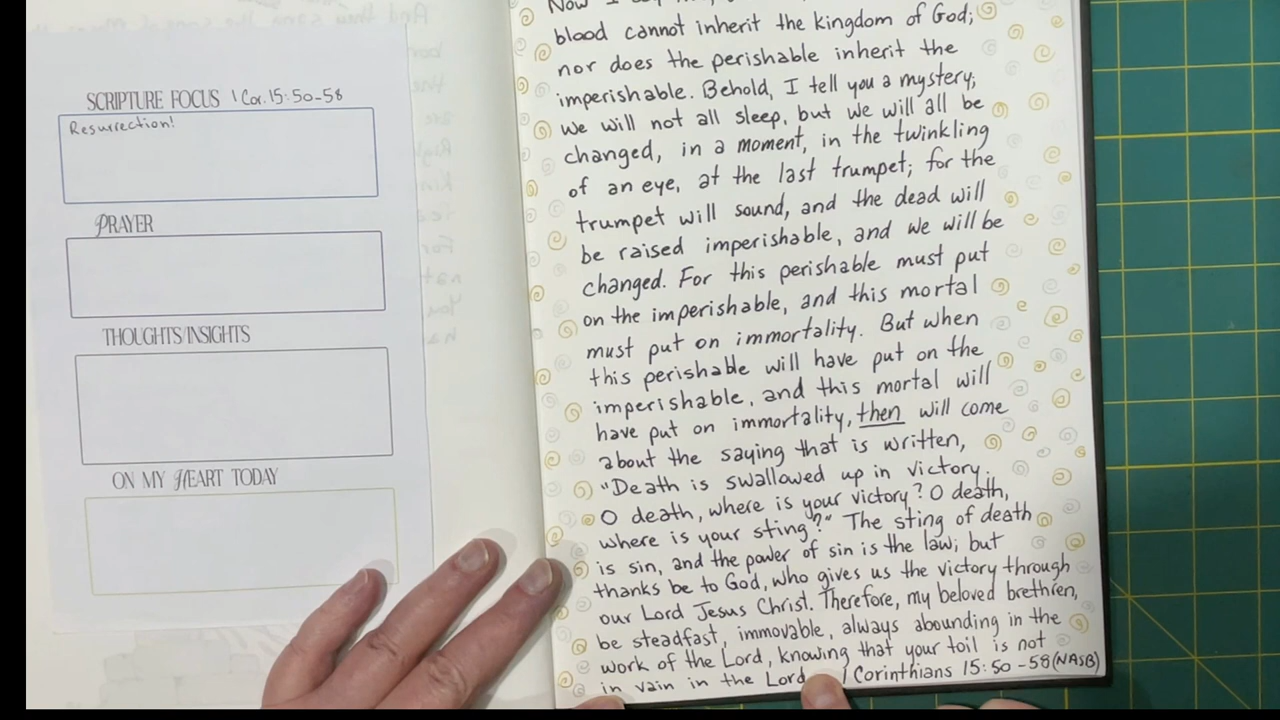 SCRIPTURE FOCUS 1 Cor. 15:50-58
Resurrection!
PRAYER
THOUGHTS/INSIGHTS
ON MY HEART TODAY
Now I
blood cannot inherit the kingdom of God;
nor does the perishable inherit the
imperishable. Behold, I tell you a mystery;
we will not all sleep, but we will all be
changed, in a moment, in the twinkling
of an eye, at the last trumpet; for the
trumpet will sound, and the dead will
be raised imperishable, and we will be
changed. For this perishable must put
on the imperishable, and this mortal
must put on immortality. But when
this perishable will have put on the
imperishable, and this mortal will
have put on immortality, then will come
about the saying that is written,
"Death is swallowed up in victory.
O death, where is your victory? O death,
where is your sting?" The sting of death
is sin, and the power of sin is the law; but
thanks be to God, who gives us the victory through
our Lord Jesus Christ. Therefore, my beloved brethren,
be steadfast, immovable, always abounding in the
work of the Lord, knowing that your toil is not
in vain in the Lord 1 Corinthians 15:50-58 (NASB)